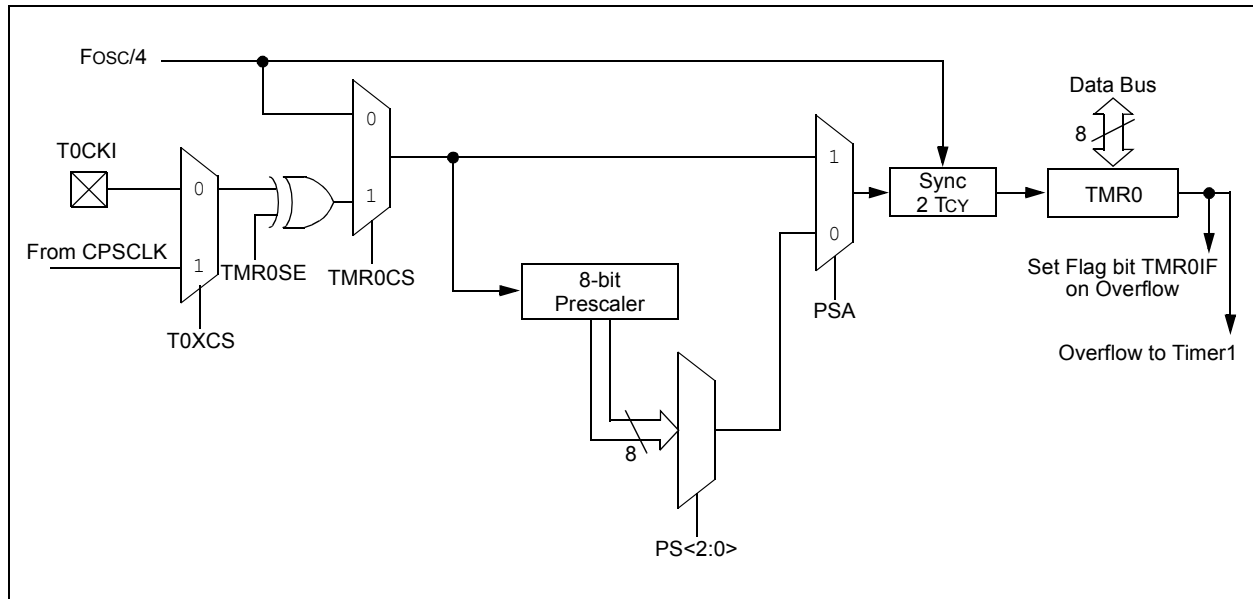 FOSC/4
T0CKI
0
1
From CPSCLK
T0XCS
TMR0SE
0
1
TMR0CS
8-bit
Prescaler
8
PS<2:0>
1
0
PSA
Sync
2 TCY
Data Bus
8
TMR0
Set Flag bit TMR0IF
on Overflow
Overflow to Timer1